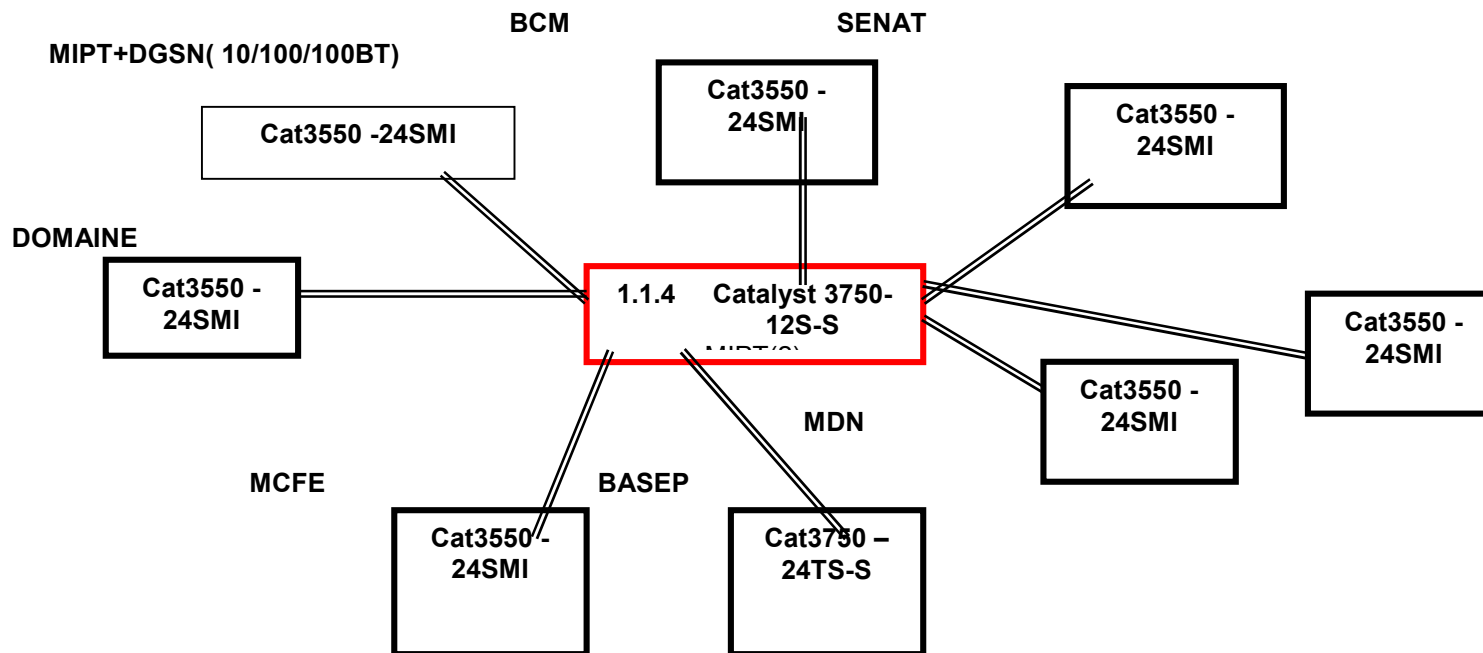 BCM
SENAT
MIPT+DGSN( 10/100/100BT)
Cat3550 -
24SMI
Cat3550 -
24SMI
Cat3550 -24SMI
DOMAINE
Cat3550 -
24SMI
1.1.4 Catalyst 3750-
12S-S
Cat3550 -
24SMI
Cat3550 -
24SMI
MDN
MCFE
BASEP
Cat3550 -
24SMI
Cat3750 –
24TS-S